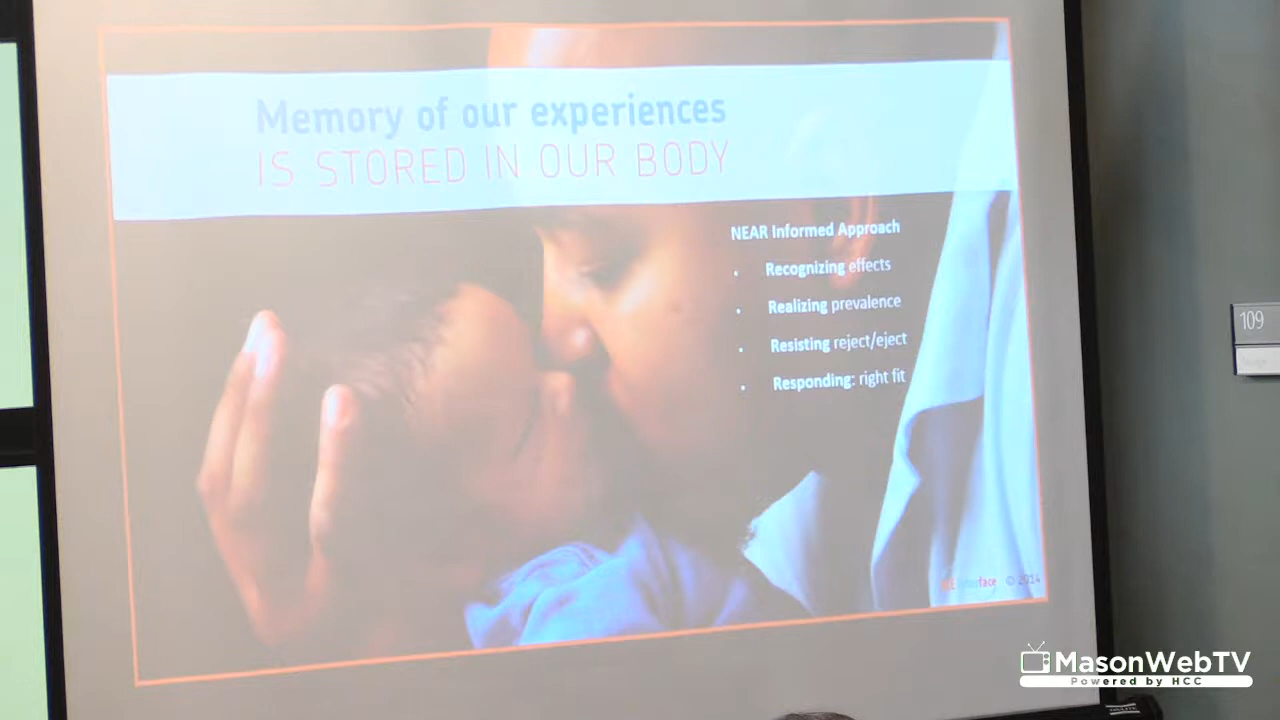 Memory of our experiences
IS STORED IN OUR BODY
NEAR Informed Approach
. Recognizing effects
. Realizing prevalence
. Resisting reject/eject
. Responding: right fit
face © 2014
109
MasonWebTV
Powered by HCC